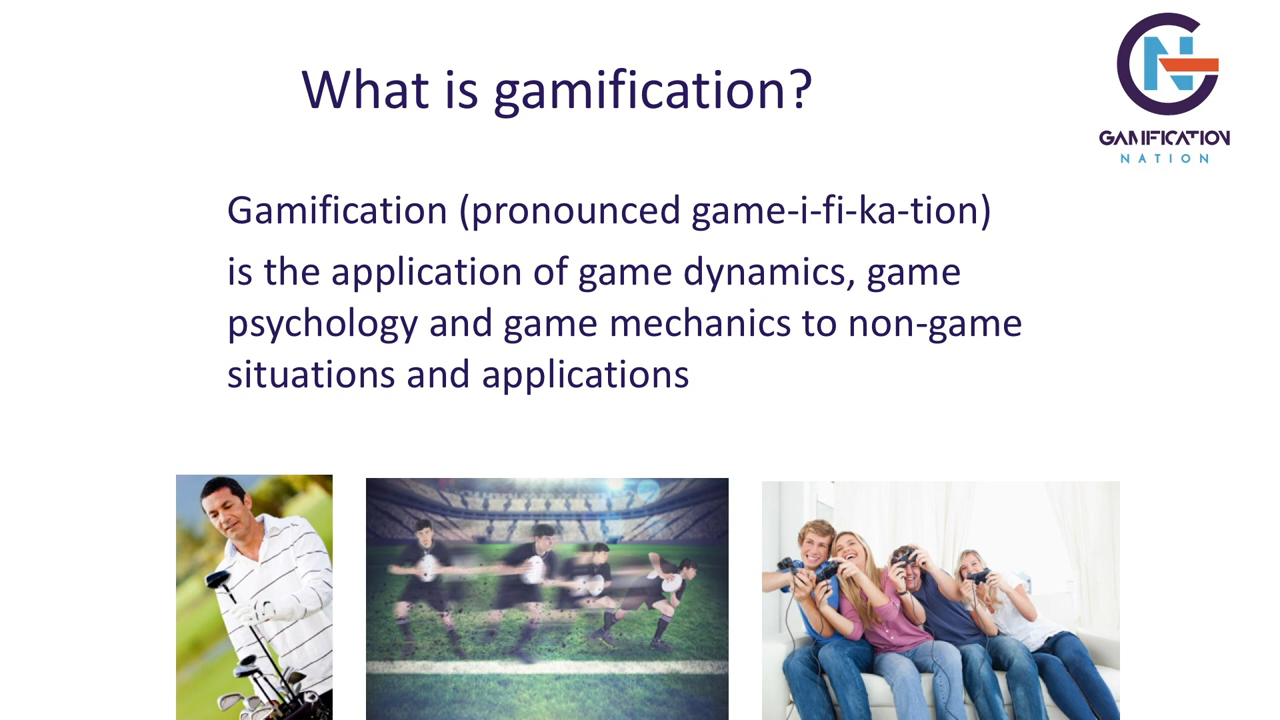 What is gamification?
GAMIFICATION
NATION
Gamification (pronounced game-i-fi-ka-tion)
is the application of game dynamics, game
psychology and game mechanics to non-game
situations and applications